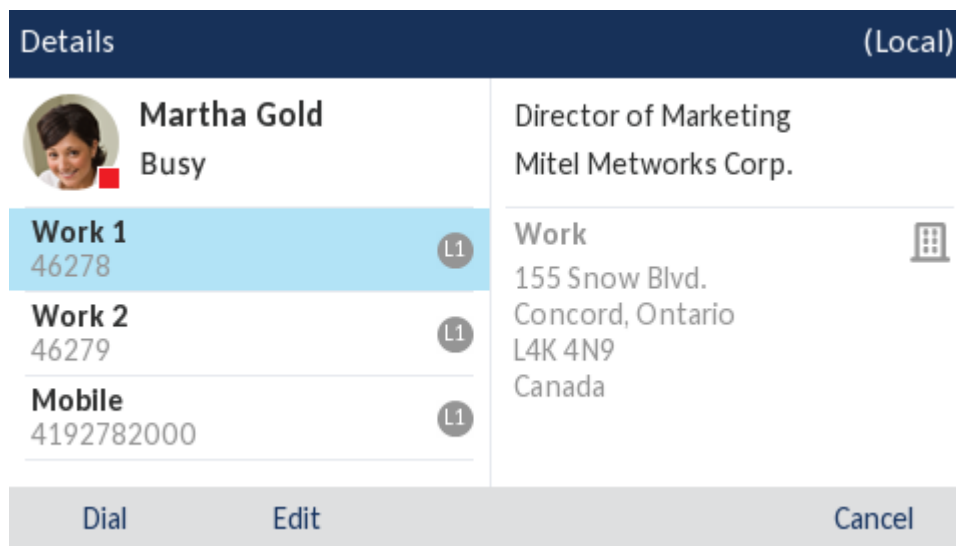 Details
(Local)
Martha Gold
Busy
Work 1
46278
L1
Work 2
46279
L1
Mobile
4192782000
L1
Director of Marketing
Mitel Metworks Corp.
Work
155 Snow Blvd.
Concord, Ontario
L4K 4N9
Canada
Dial
Edit
Cancel